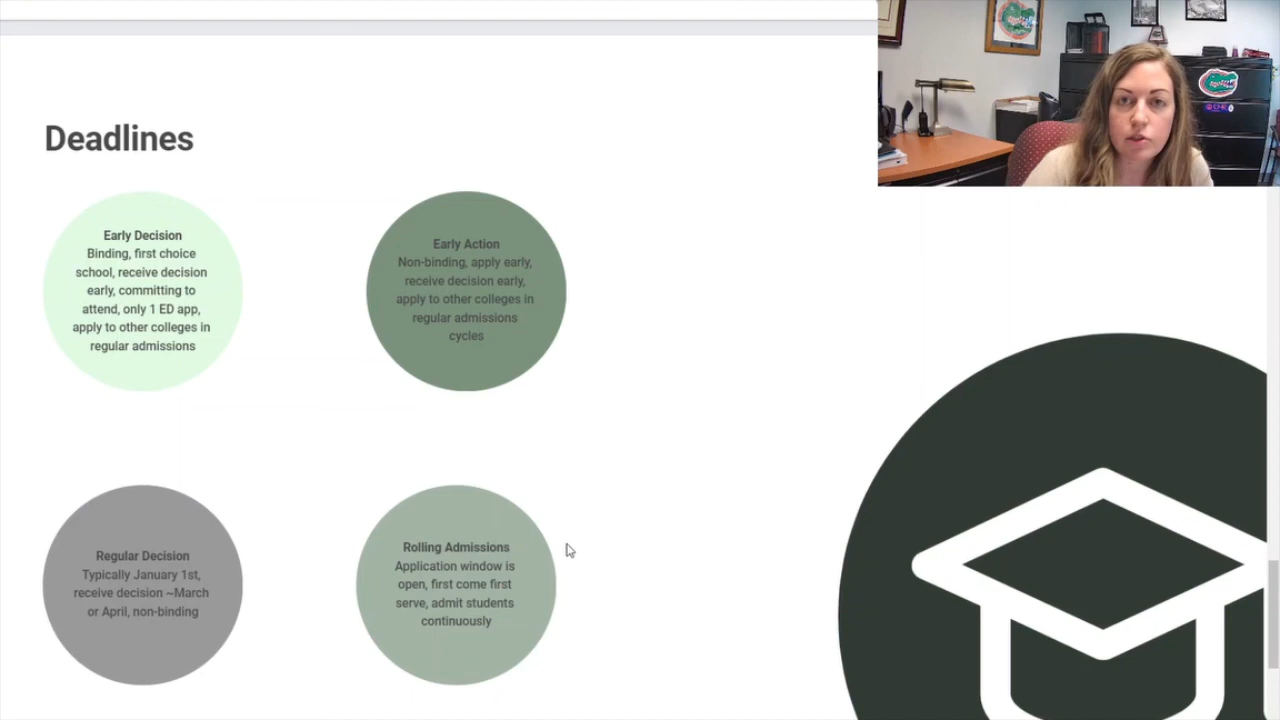 Deadlines
Early Decision
Binding, first choice
school, receive decision
early, committing to
attend, only 1 ED app,
apply to other colleges in
regular admissions
Early Action
Non-binding, apply early,
receive decision early,
apply to other colleges in
regular admissions
cycles
Regular Decision
Typically January 1st,
receive decision ~March
or April, non-binding
Rolling Admissions
Application window is
open, first come first
serve, admit students
continuously